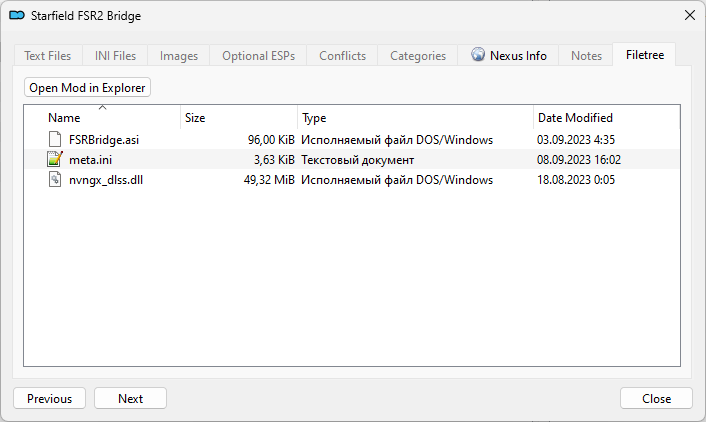 Starfield FSR2 Bridge
Text Files INI Files Images Optional ESPs Conflicts Categories Nexus Info Notes Filetree
Open Mod in Explorer
Name Size Type Date Modified
FSRBridge.asi 96,00 KiB Исполняемый файл DOS/Windows 03.09.2023 4:35
meta.ini 3,63 KiB Текстовый документ 08.09.2023 16:02
nvngx_dlss.dll 49,32 MiB Исполняемый файл DOS/Windows 18.08.2023 0:05
Previous Next Close